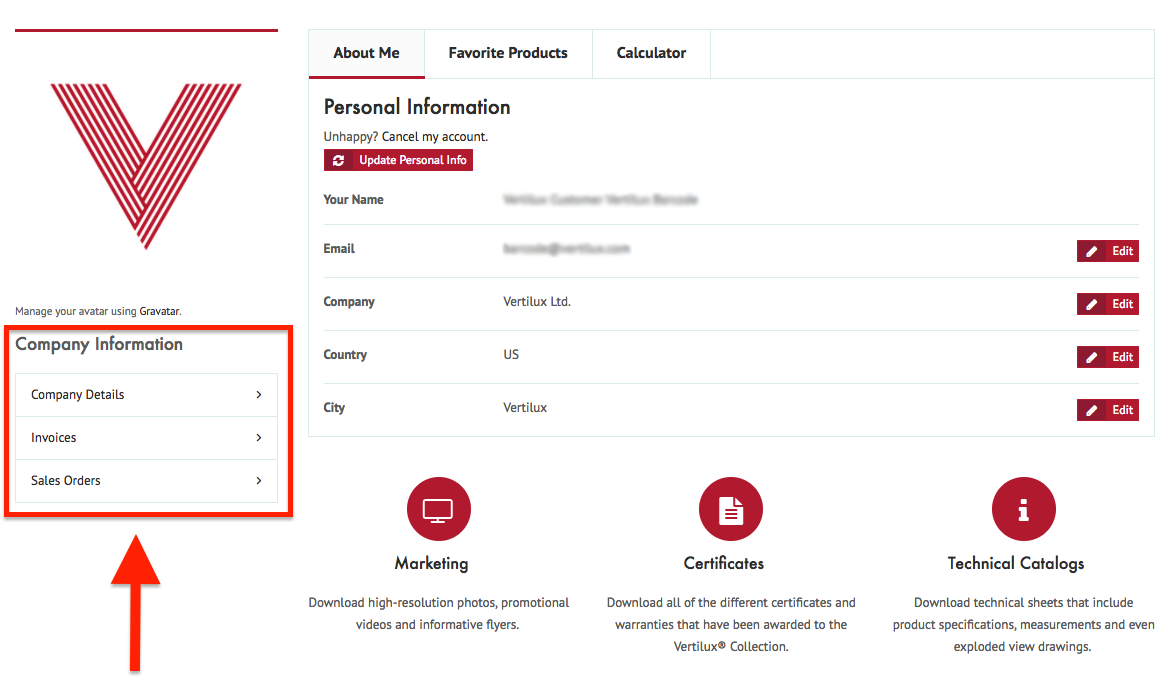 About Me
Favorite Products
Calculator
Personal Information
Unhappy? Cancel my account.
Update Personal Info
Your Name
Email
Edit
Company
Vertilux Ltd.
Edit
Country
US
Edit
City
Vertilux
Edit
Manage your avatar using Gravatar.
Company Information
Company Details
Invoices
Sales Orders
Marketing
Download high-resolution photos, promotional
videos and informative flyers.
Certificates
Download all of the different certificates and
warranties that have been awarded to the
Vertilux® Collection.
Technical Catalogs
Download technical sheets that include
product specifications, measurements and even
exploded view drawings.